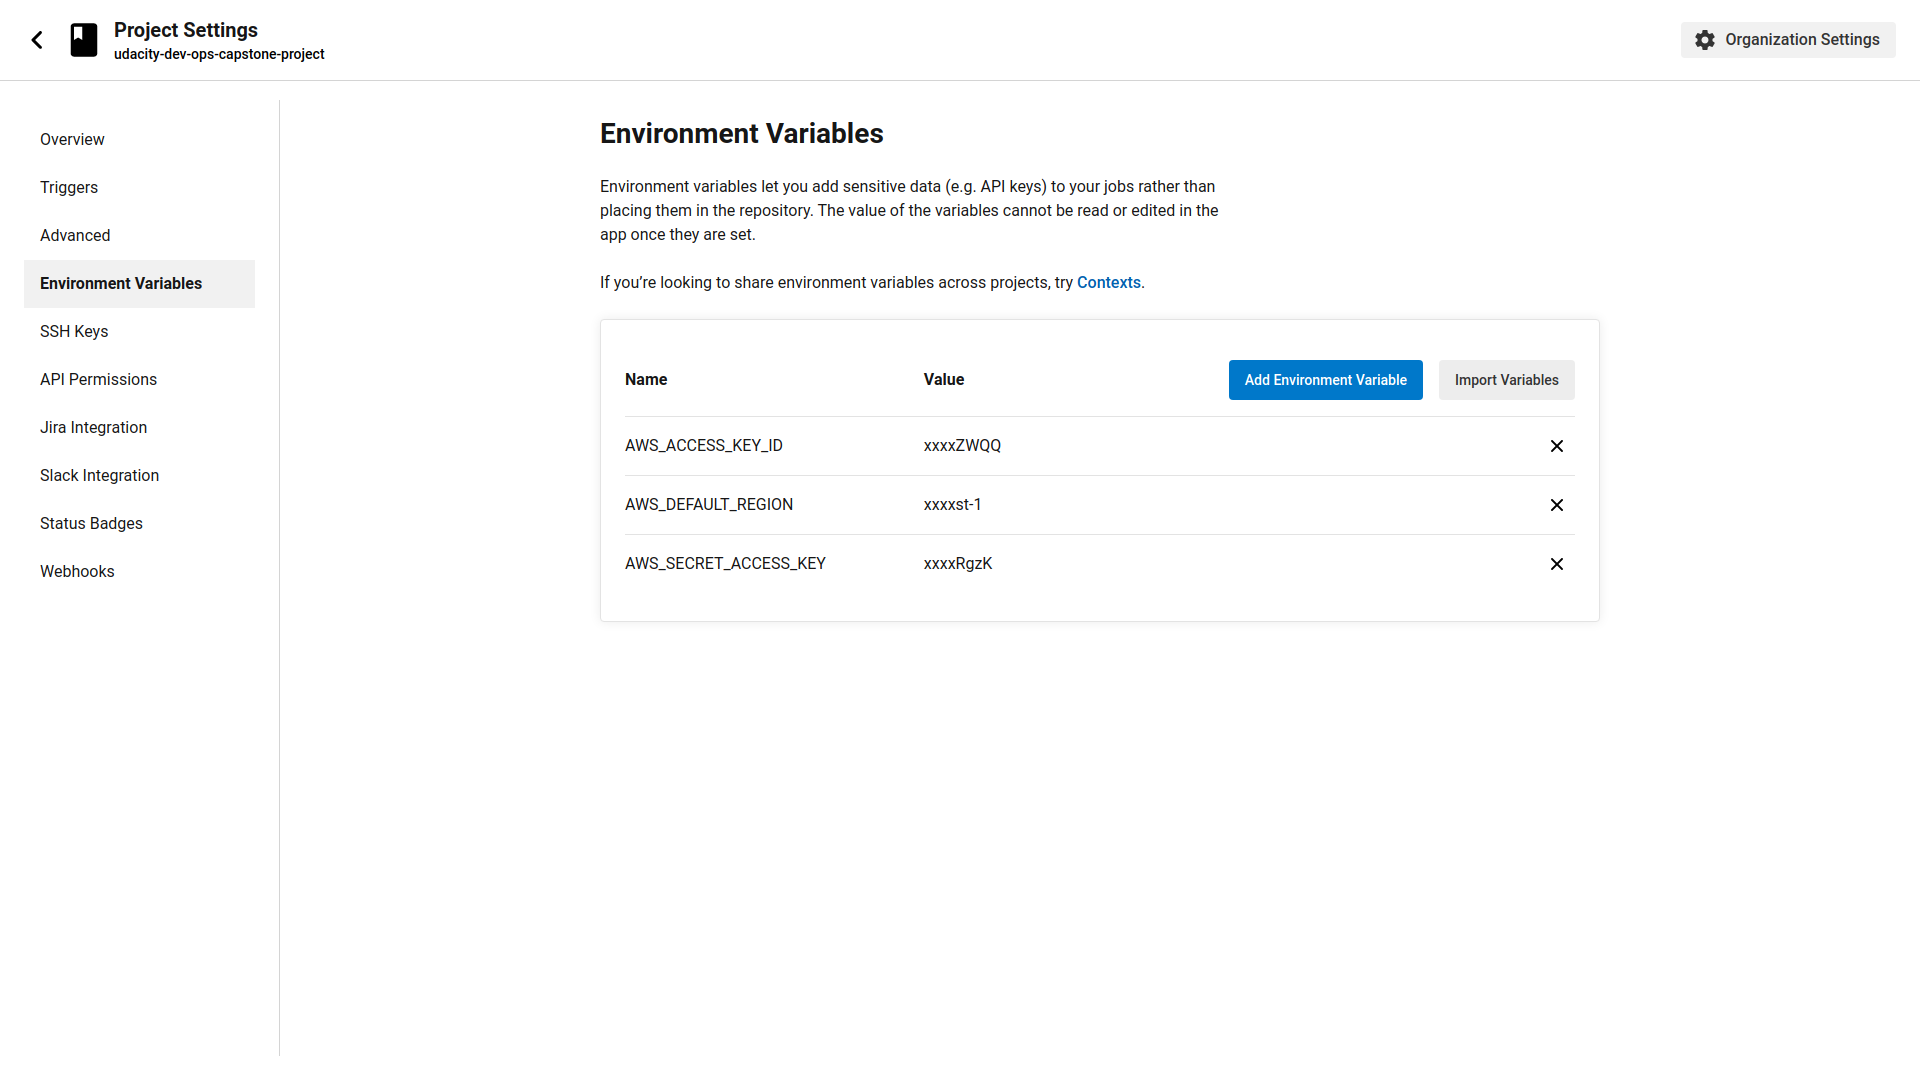 Project Settings
udacity-dev-ops-capstone-project
Organization Settings
Overview
Triggers
Advanced
Environment Variables
SSH Keys
API Permissions
Jira Integration
Slack Integration
Status Badges
Webhooks
Environment Variables
Environment variables let you add sensitive data (e.g. API keys) to your jobs rather than
placing them in the repository. The value of the variables cannot be read or edited in the
app once they are set.
If you’re looking to share environment variables across projects, try Contexts.
Name Value Add Environment Variable Import Variables
AWS_ACCESS_KEY_ID xxxxZWQQ
AWS_DEFAULT_REGION xxxxst-1
AWS_SECRET_ACCESS_KEY xxxxRgzK